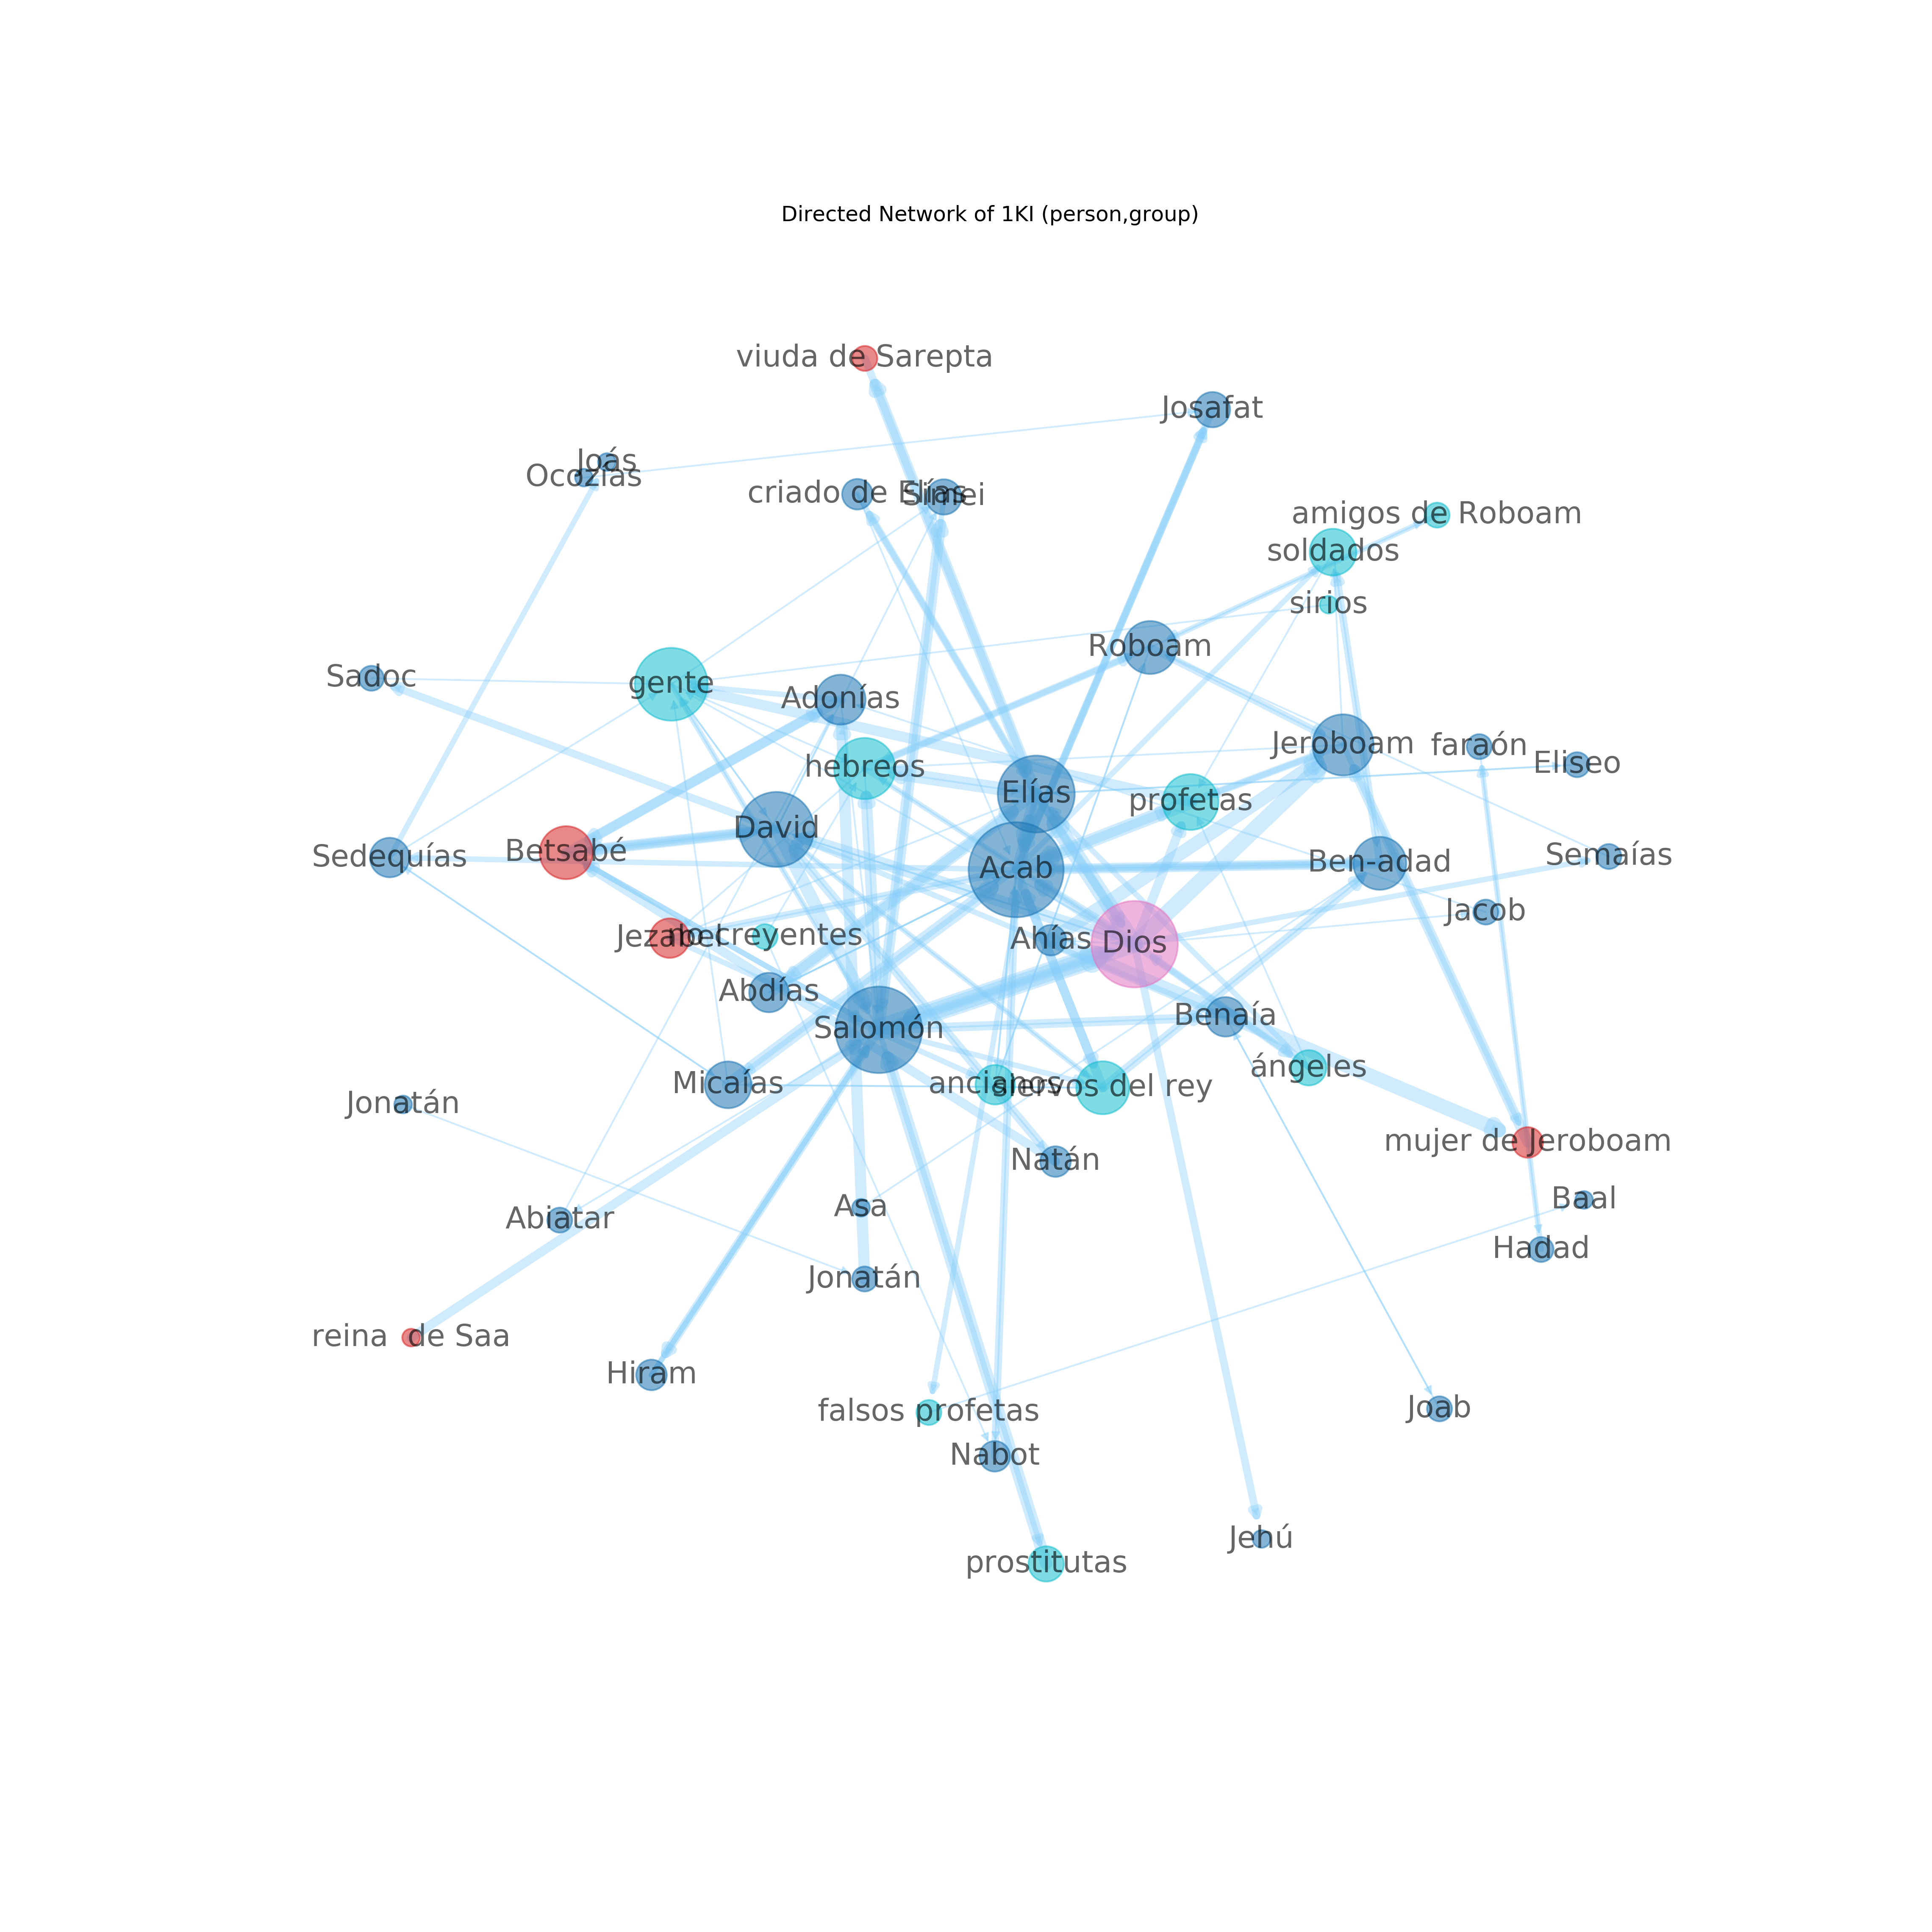 Directed Network of 1KI (person,group)
viuda de Sarepta
Josafat
Joás
Ocozías
criado de Elías
Simei
amigos de Roboam
soldados
sirios
Roboam
Sadoc
gente
Adonías
Jeroboam
faraón
Eliseo
hebreos
Elías
profetas
David
Betsabé
Sedequías
Acab
Ben-adad
Semaías
Jacob
Jezabel
no creyentes
Ahías
Dios
Abdías
Salomón
Benaía
ángeles
Micaías
ancianos
siervos del rey
Jonatán
mujer de Jeroboam
Natán
Baal
Asa
Abiatar
Hadad
Jonatán
reina  de Saa
Hiram
falsos profetas
Joab
Nabot
Jehú
prostitutas